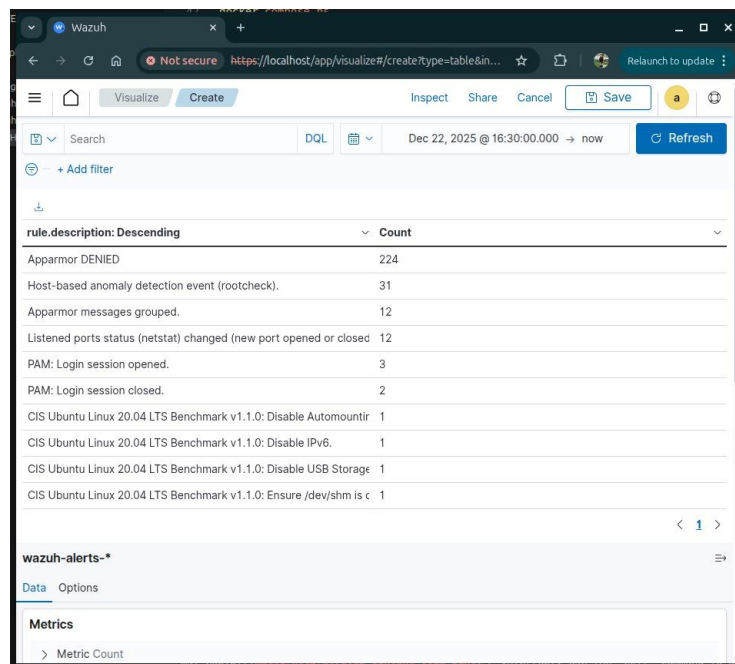 docker compose ps
Wazuh
Not secure https://localhost/app/visualize#/create?type=table&in... Relaunch to update
Visualize Create Inspect Share Cancel Save a
Search DQL Dec 22, 2025 @ 16:30:00.000 → now Refresh
+ Add filter
rule.description: Descending Count
Apparmor DENIED 224
Host-based anomaly detection event (rootcheck). 31
Apparmor messages grouped. 12
Listened ports status (netstat) changed (new port opened or closed 12
PAM: Login session opened. 3
PAM: Login session closed. 2
CIS Ubuntu Linux 20.04 LTS Benchmark v1.1.0: Disable Automountin 1
CIS Ubuntu Linux 20.04 LTS Benchmark v1.1.0: Disable IPv6. 1
CIS Ubuntu Linux 20.04 LTS Benchmark v1.1.0: Disable USB Storage 1
CIS Ubuntu Linux 20.04 LTS Benchmark v1.1.0: Ensure /dev/shm is c 1
< 1 >
wazuh-alerts-*
Data Options
Metrics
Metric Count